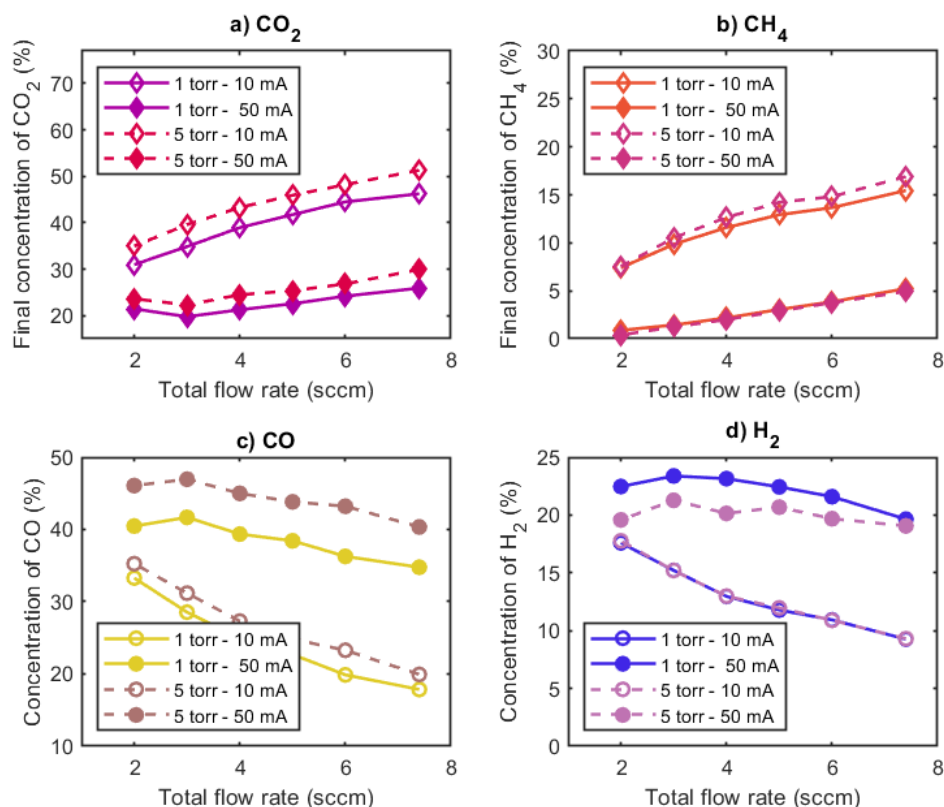 a) CO2
Final concentration of CO2 (%)
70
60
50
40
30
20
1 torr - 10 mA
1 torr -  50 mA
5 torr - 10 mA
5 torr - 50 mA
2 4 6 8
Total flow rate (sccm)
b) CH4
Final concentration of CH4 (%)
30
25
20
15
10
5
0
1 torr - 10 mA
1 torr -  50 mA
5 torr - 10 mA
5 torr - 50 mA
2 4 6 8
Total flow rate (sccm)
c) CO
Concentration of CO (%)
50
40
30
20
10
1 torr - 10 mA
1 torr -  50 mA
5 torr - 10 mA
5 torr - 50 mA
2 4 6 8
Total flow rate (sccm)
d) H2
Concentration of H2 (%)
25
20
15
10
5
0
1 torr - 10 mA
1 torr -  50 mA
5 torr - 10 mA
5 torr - 50 mA
2 4 6 8
Total flow rate (sccm)